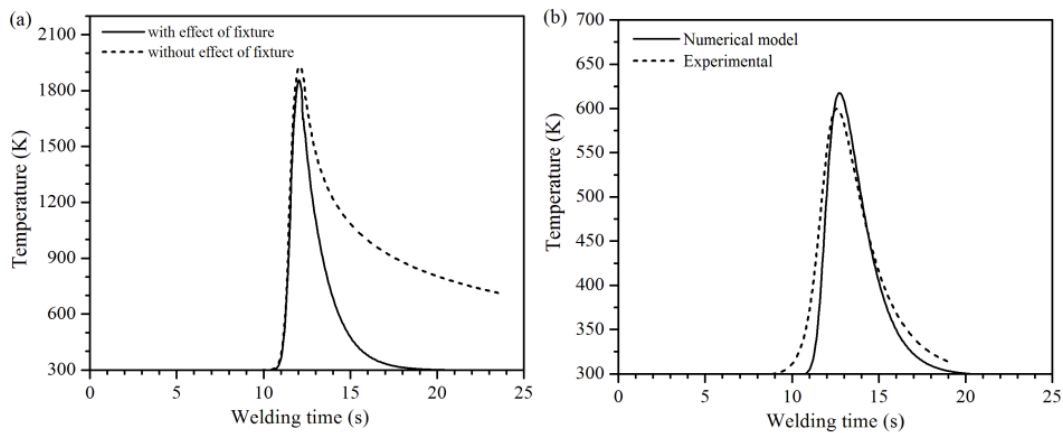 (a)
with effect of fixture
without effect of fixture
Temperature (K)
2100
1800
1500
1200
900
600
300
0 5 10 15 20 25
Welding time (s)
(b)
Numerical model
Experimental
Temperature (K)
700
650
600
550
500
450
400
350
300
0 5 10 15 20 25
Welding time (s)